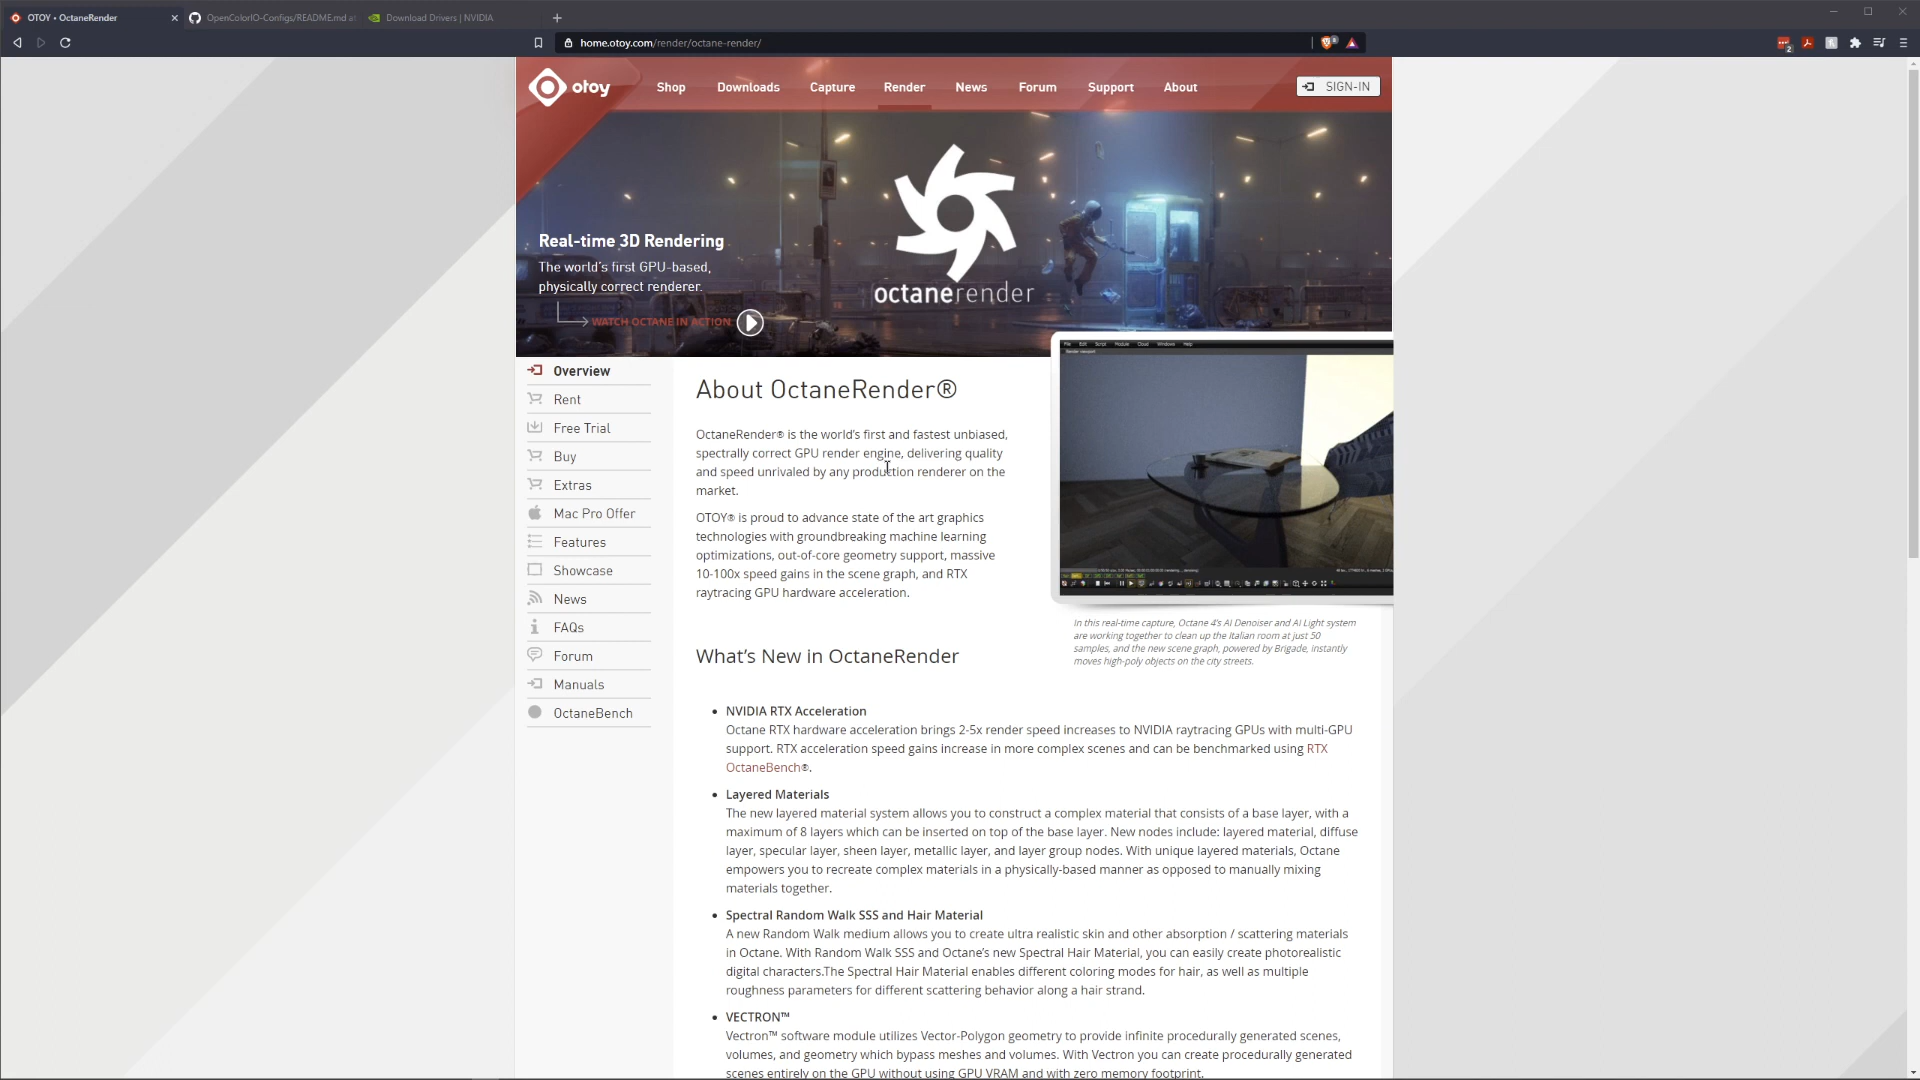 OTOY • OctaneRender
OpenColorIO-Configs/README.md at
Download Drivers | NVIDIA
home.otoy.com/render/octane-render/
otoy
Shop
Downloads
Capture
Render
News
Forum
Support
About
SIGN-IN
Real-time 3D Rendering
The world's first GPU-based,
physically correct renderer.
WATCH OCTANE IN ACTION
octanerender
Overview
Rent
Free Trial
Buy
Extras
Mac Pro Offer
Features
Showcase
News
FAQs
Forum
Manuals
OctaneBench
About OctaneRender®
OctaneRender® is the world's first and fastest unbiased,
spectrally correct GPU render engine, delivering quality
and speed unrivaled by any production renderer on the
market.
OTOY® is proud to advance state of the art graphics
technologies with groundbreaking machine learning
optimizations, out-of-core geometry support, massive
10-100x speed gains in the scene graph, and RTX
raytracing GPU hardware acceleration.
File Edit Script Module Cloud Windows Help
Render viewport
In this real-time capture, Octane 4's AI Denoiser and AI Light system
are working together to clean up the Italian room at just 50
samples, and the new scene graph, powered by Brigade, instantly
moves high-poly objects on the city streets.
What's New in OctaneRender
• NVIDIA RTX Acceleration
Octane RTX hardware acceleration brings 2-5x render speed increases to NVIDIA raytracing GPUs with multi-GPU
support. RTX acceleration speed gains increase in more complex scenes and can be benchmarked using RTX
OctaneBench®.
• Layered Materials
The new layered material system allows you to construct a complex material that consists of a base layer, with a
maximum of 8 layers which can be inserted on top of the base layer. New nodes include: layered material, diffuse
layer, specular layer, sheen layer, metallic layer, and layer group nodes. With unique layered materials, Octane
empowers you to recreate complex materials in a physically-based manner as opposed to manually mixing
materials together.
• Spectral Random Walk SSS and Hair Material
A new Random Walk medium allows you to create ultra realistic skin and other absorption / scattering materials
in Octane. With Random Walk SSS and Octane's new Spectral Hair Material, you can easily create photorealistic
digital characters.The Spectral Hair Material enables different coloring modes for hair, as well as multiple
roughness parameters for different scattering behavior along a hair strand.
• VECTRON™
Vectron™ software module utilizes Vector-Polygon geometry to provide infinite procedurally generated scenes,
volumes, and geometry which bypass meshes and volumes. With Vectron you can create procedurally generated
scenes entirely on the GPU without using GPU VRAM and with zero memory footprint.